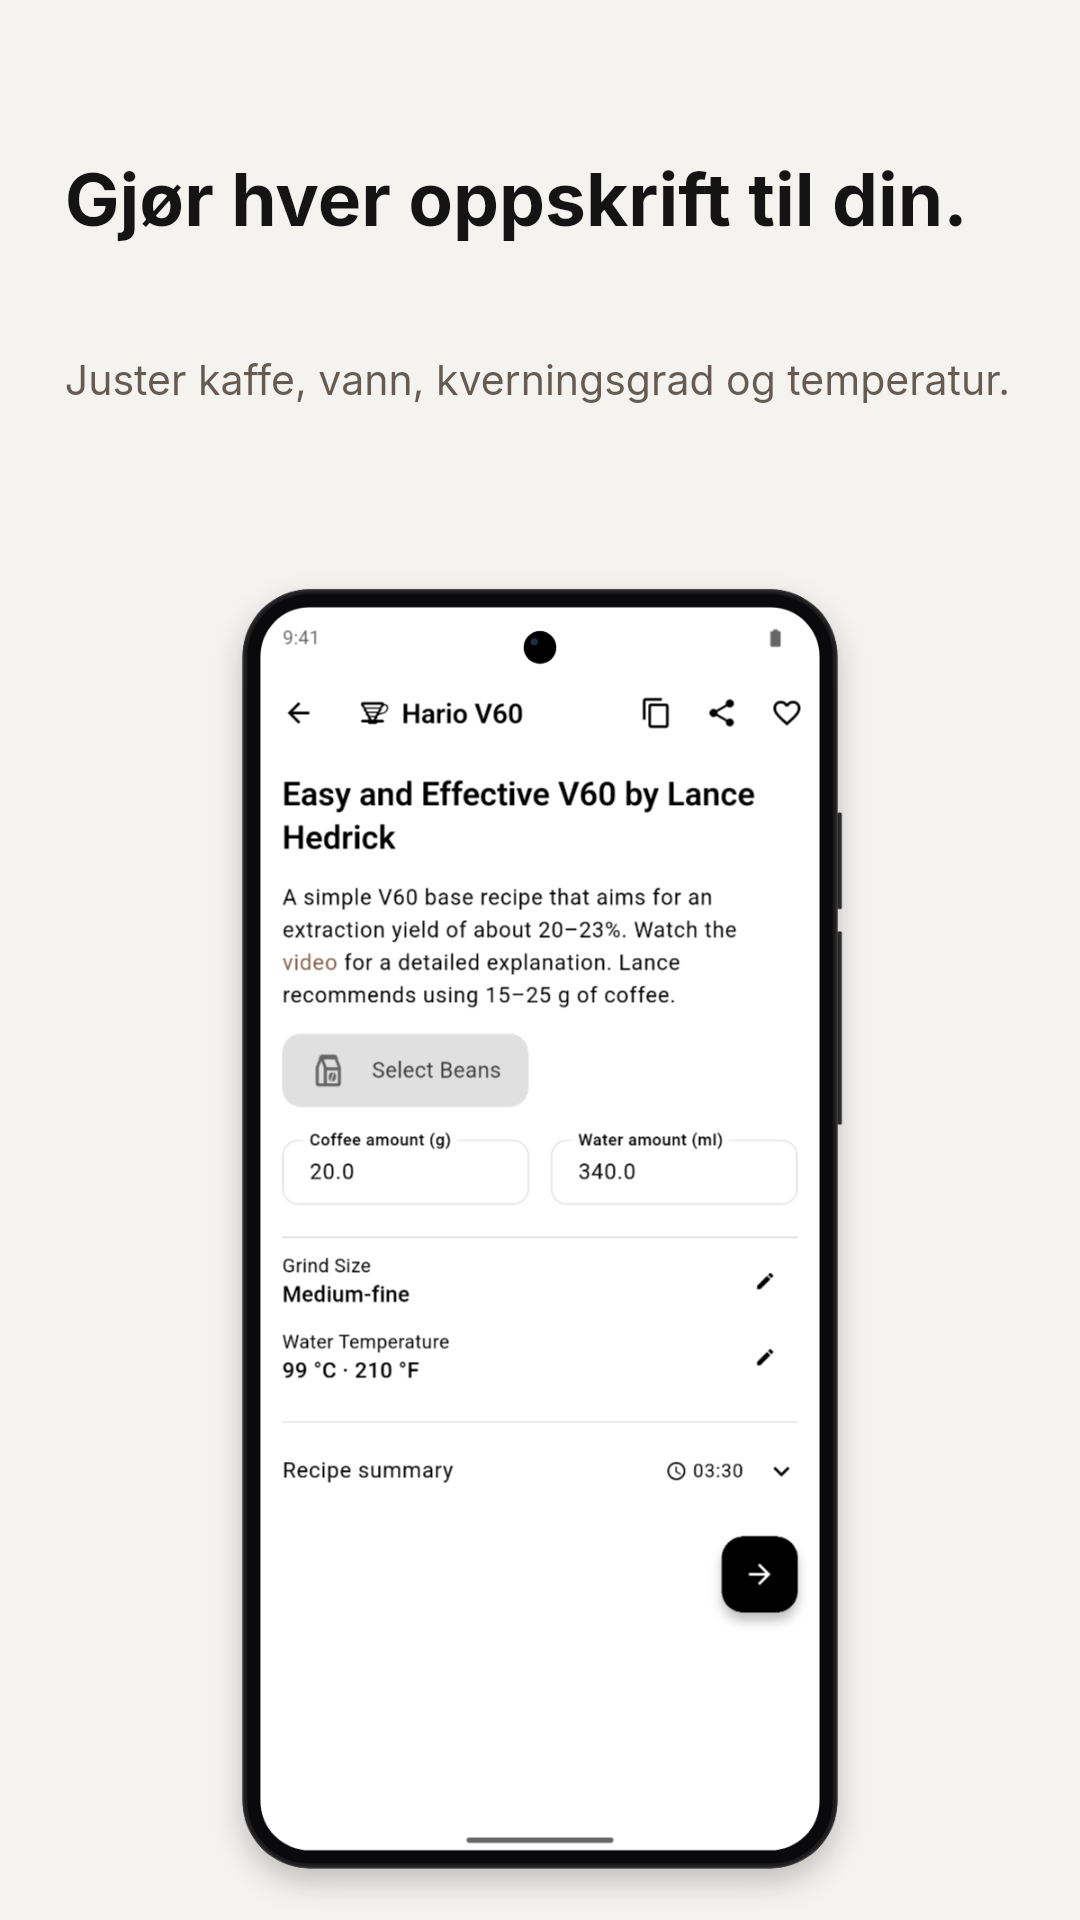 Gjør hver oppskrift til din.
Juster kaffe, vann, kverningsgrad og temperatur.
9:41
Hario V60
Easy and Effective V60 by Lance
Hedrick
A simple V60 base recipe that aims for an
extraction yield of about 20–23%. Watch the
video for a detailed explanation. Lance
recommends using 15–25 g of coffee.
Select Beans
Coffee amount (g)
20.0
Water amount (ml)
340.0
Grind Size
Medium-fine
Water Temperature
99 °C · 210 °F
Recipe summary
03:30